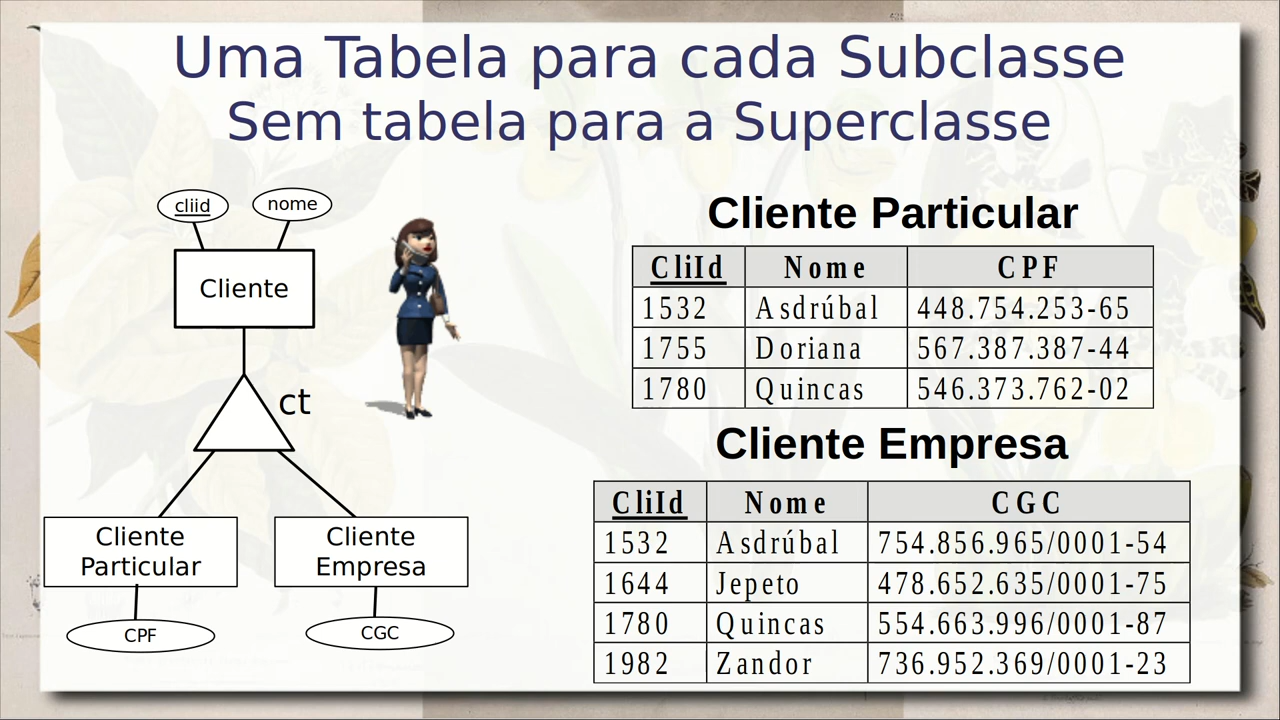 Uma Tabela para cada Subclasse
Sem tabela para a Superclasse
cliid
nome
Cliente
ct
Cliente
Particular
Cliente
Empresa
CPF
CGC
Cliente Particular
CliId Nome CPF
1532 Asdrúbal 448.754.253-65
1755 Doriana 567.387.387-44
1780 Quincas 546.373.762-02
Cliente Empresa
CliId Nome CGC
1532 Asdrúbal 754.856.965/0001-54
1644 Jepeto 478.652.635/0001-75
1780 Quincas 554.663.996/0001-87
1982 Zandor 736.952.369/0001-23